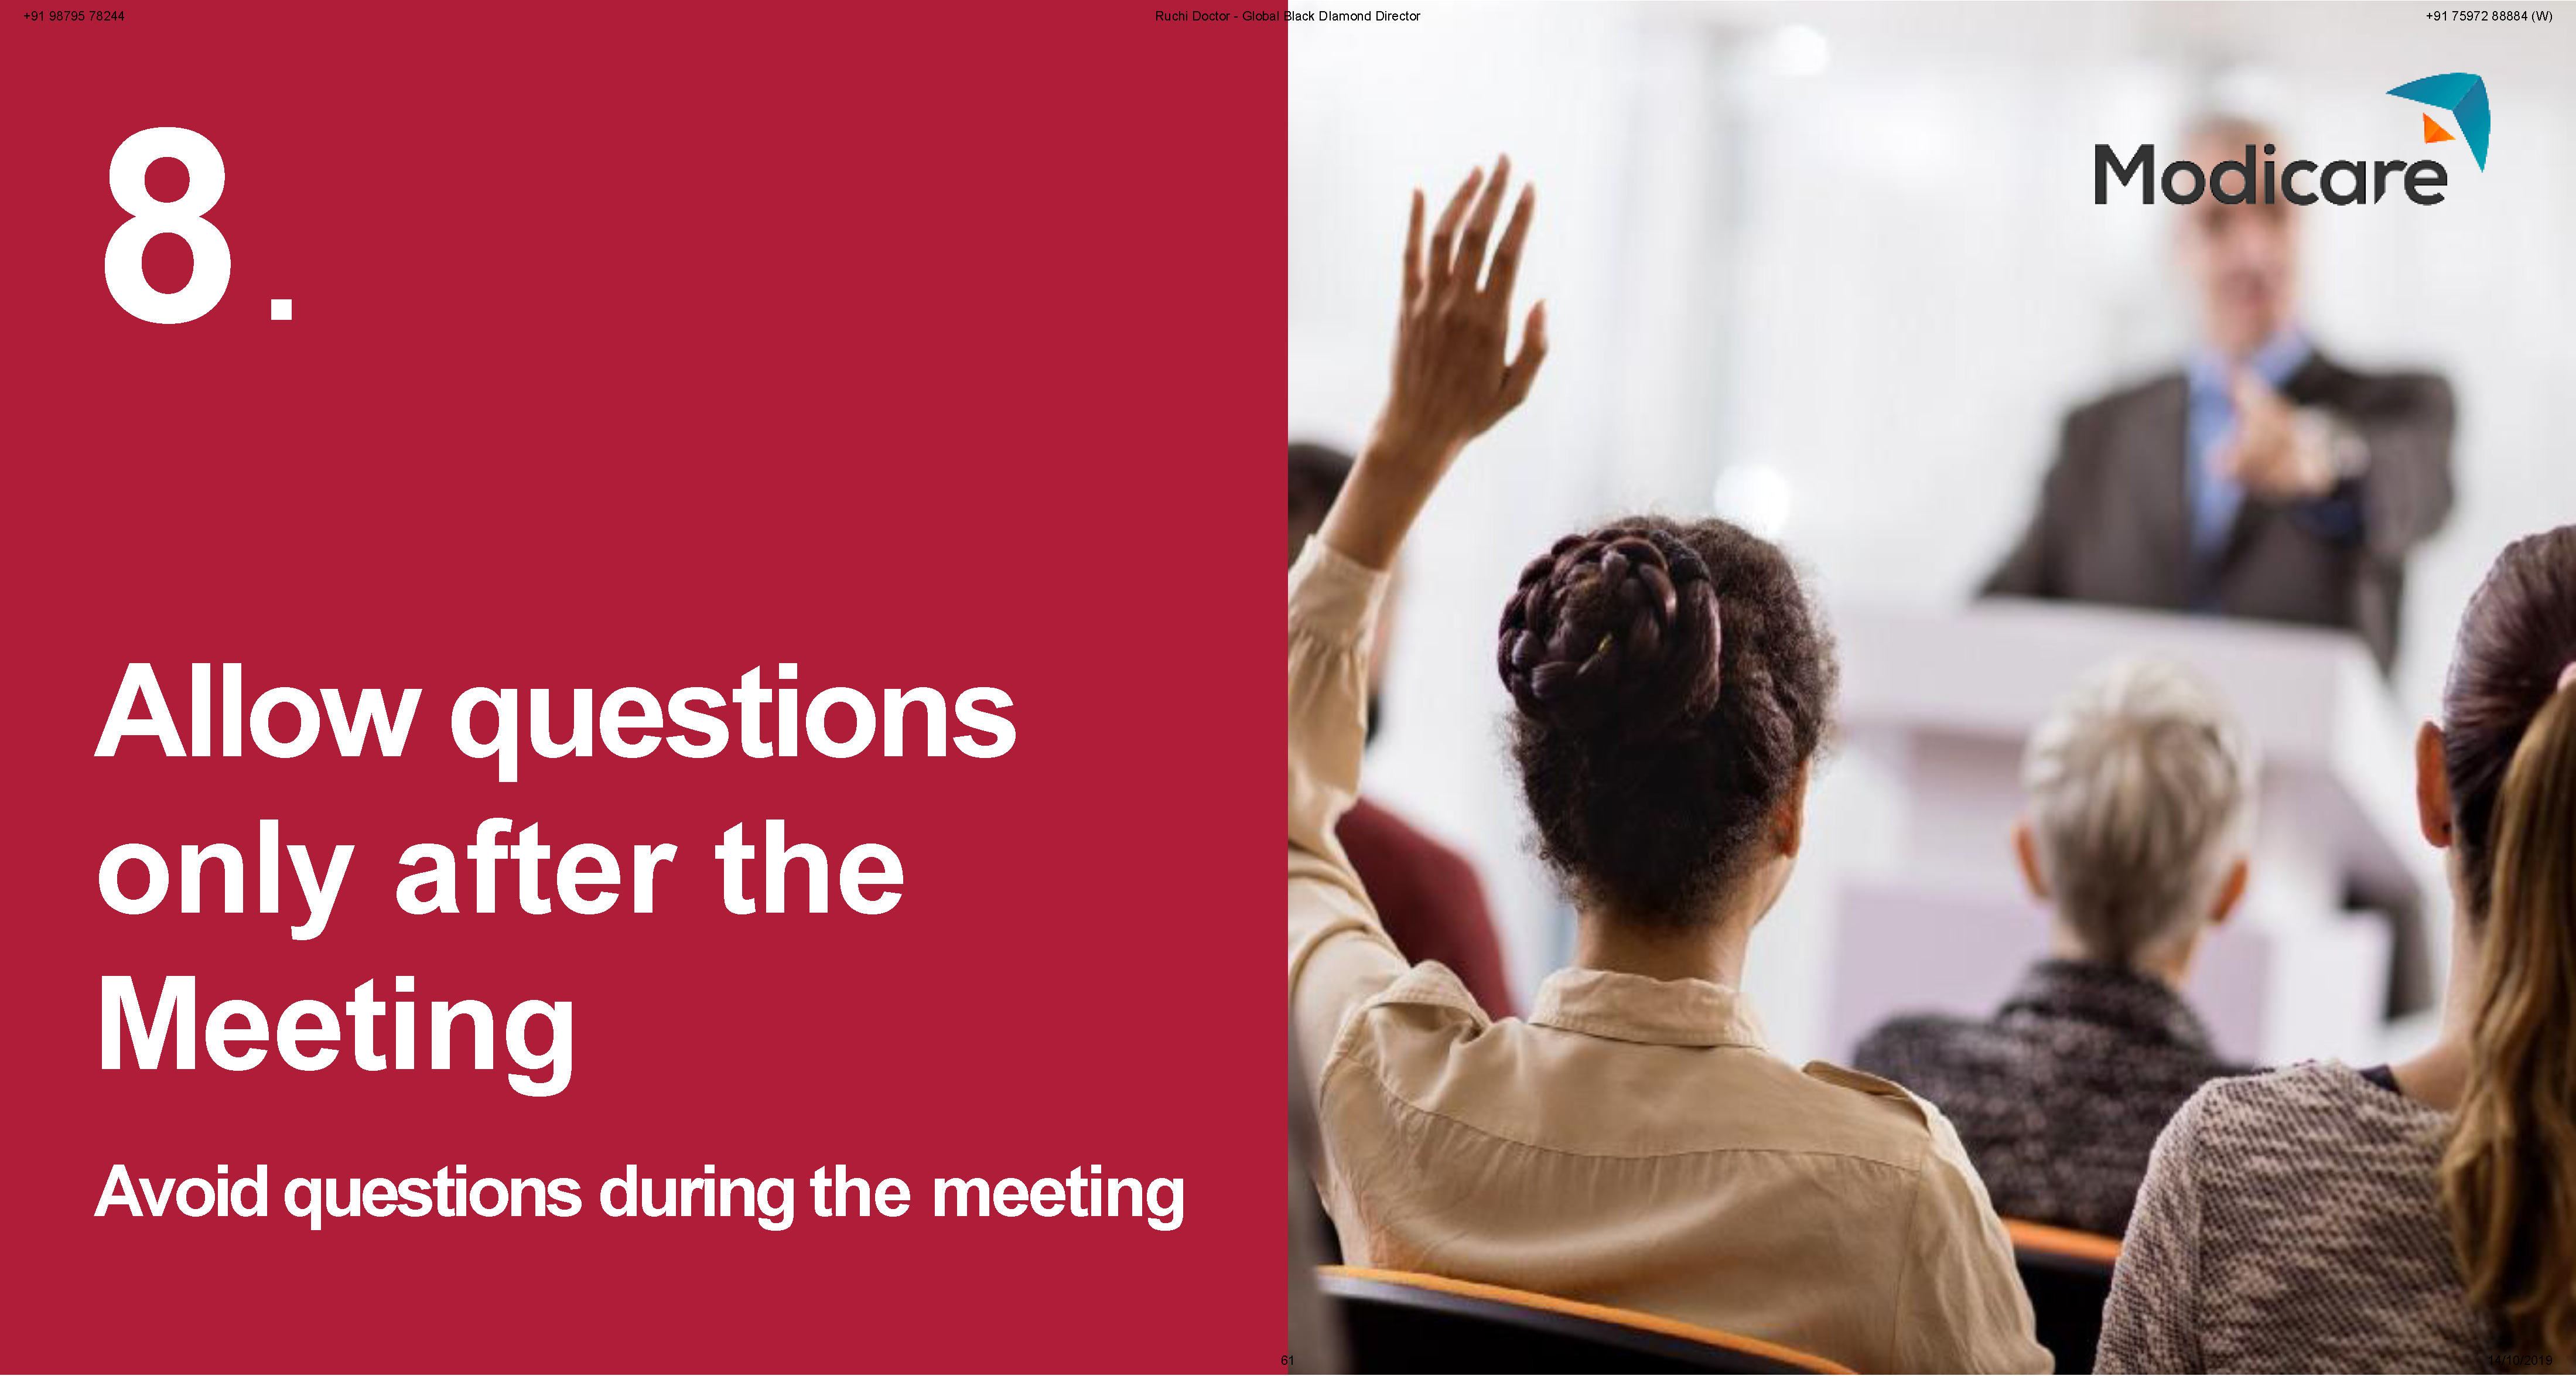 +91 98795 78244
Ruchi Doctor - Global Black DIamond Director
+91 75972 88884 (W)
Modicare
8.
Allow questions
only after the
Meeting
Avoid questions during the meeting
61
14/10/2019